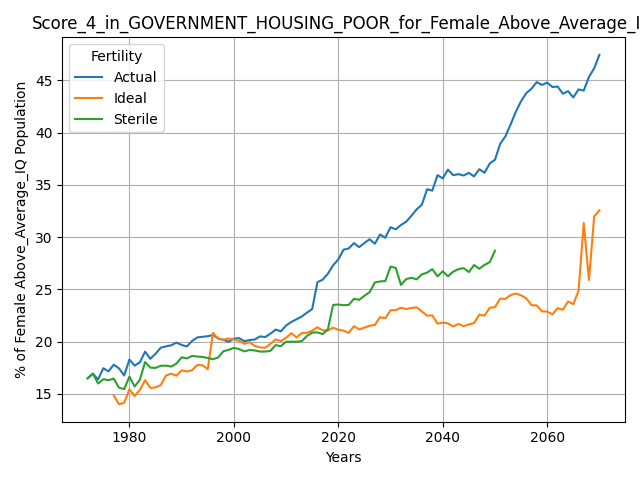 Score_4_in_GOVERNMENT_HOUSING_POOR_for_Female_Above_Average_I
Fertility
Actual
Ideal
Sterile
% of Female Above_Average_IQ Population
45
40
35
30
25
20
15
1980
2000
2020
2040
2060
Years